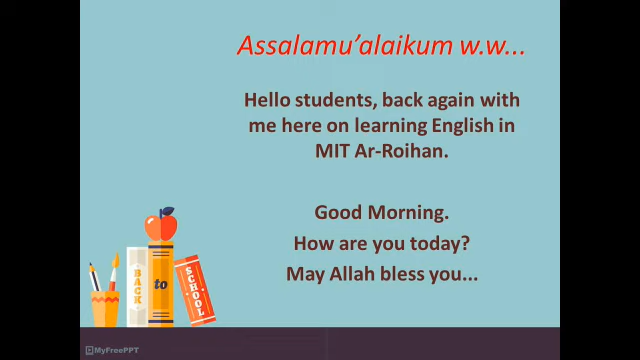 Assalamu'alaikum w.w...
Hello students, back again with
me here on learning English in
MIT Ar-Roihan.
Good Morning.
How are you today?
May Allah bless you...
BACK
to
SCHOOL
MyFreePPT